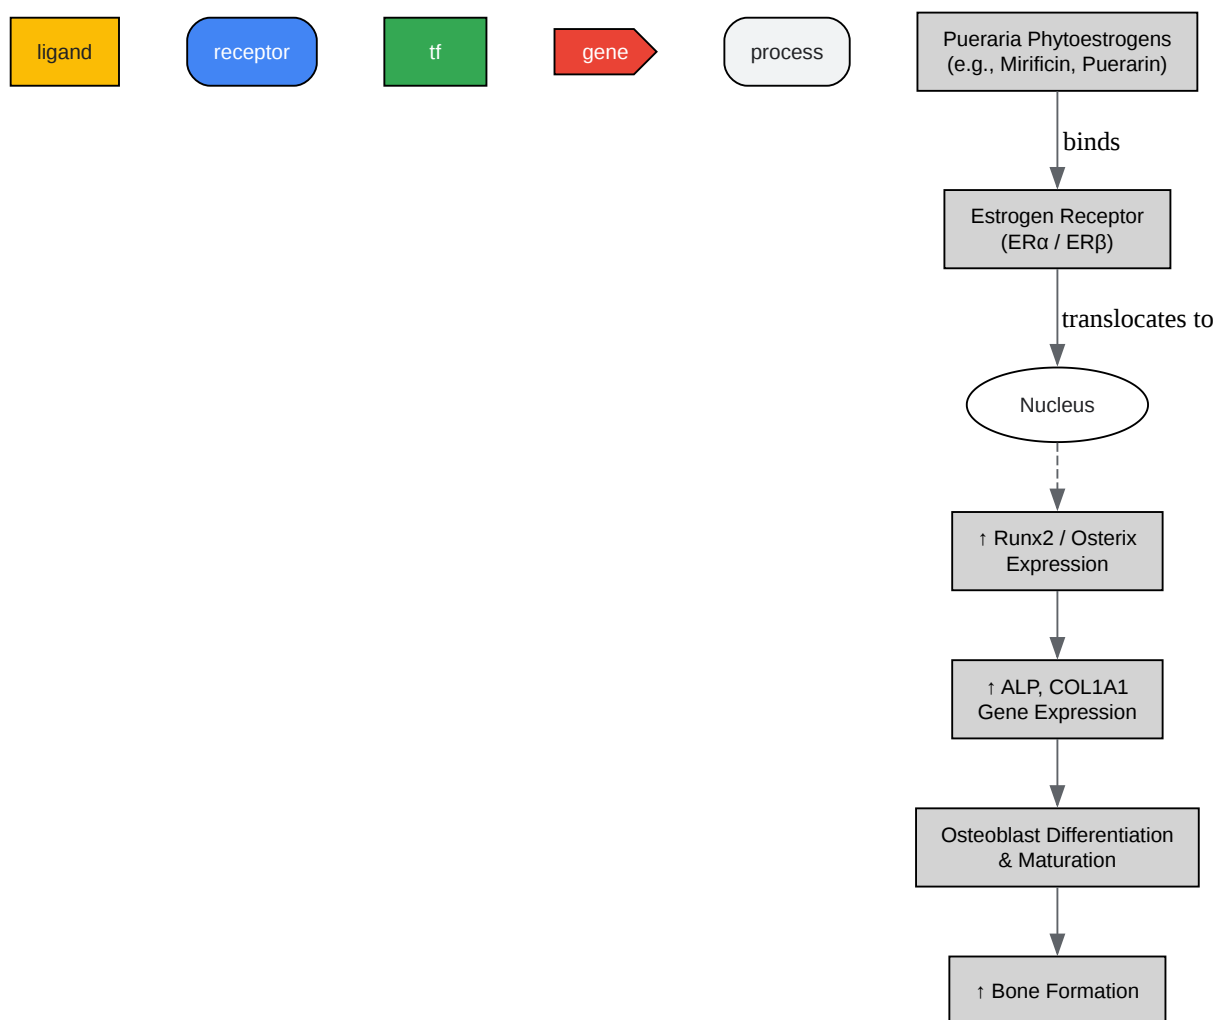 ligand
receptor
tf
gene
process
Pueraria Phytoestrogens
(e.g., Mirificin, Puerarin)
binds
Estrogen Receptor
(ERα / ERβ)
translocates to
Nucleus
↑ Runx2 / Osterix
Expression
↑ ALP, COL1A1
Gene Expression
Osteoblast Differentiation
& Maturation
↑ Bone Formation